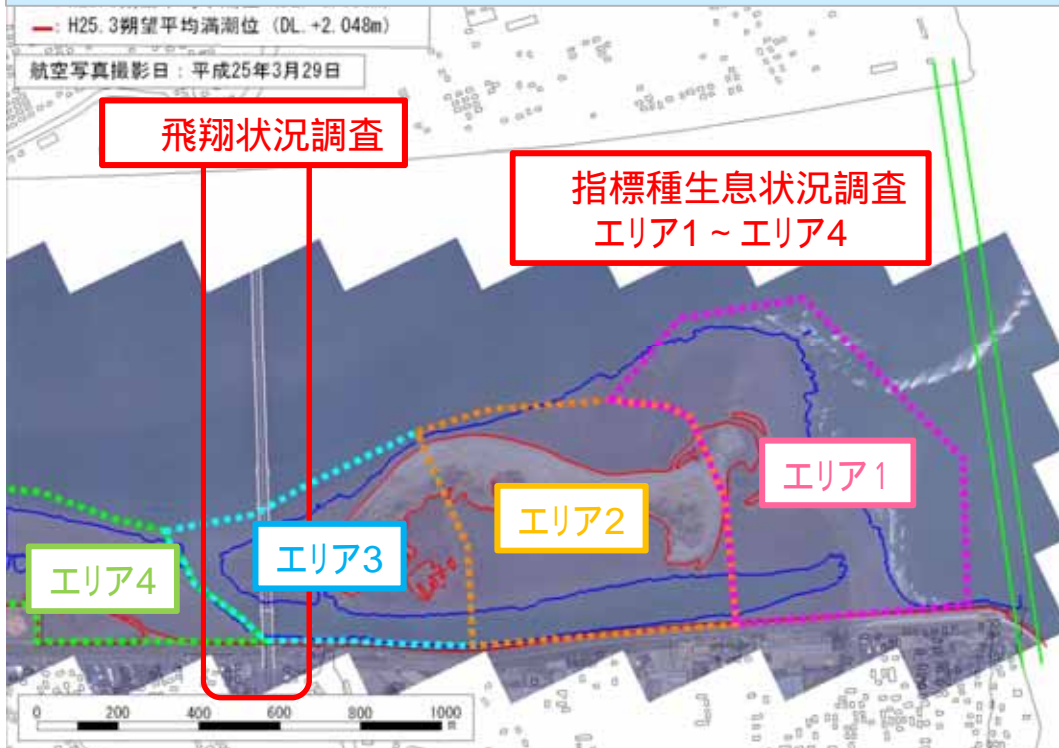 ━: H25.3朔望平均満潮位 (DL.+2.048m)
航空写真撮影日:平成25年3月29日
飛翔状況調査
指標種生息状況調査
エリア1~エリア4
エリア1
エリア2
エリア3
エリア4
0 200 400 600 800 1000
m